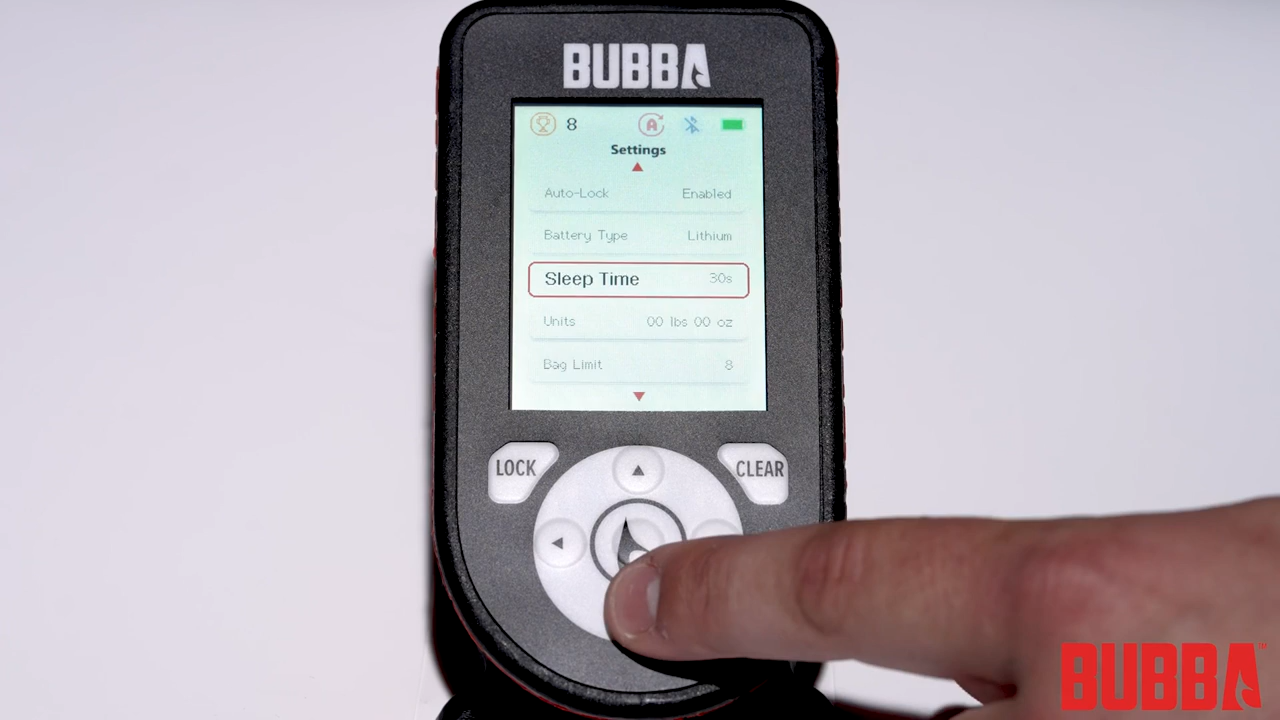 BUBBA
8 A
Settings
Auto-Lock Enabled
Battery Type Lithium
Sleep Time 30s
Units 00 lbs 00 oz
Bag Limit 8
LOCK CLEAR
BUBBA™